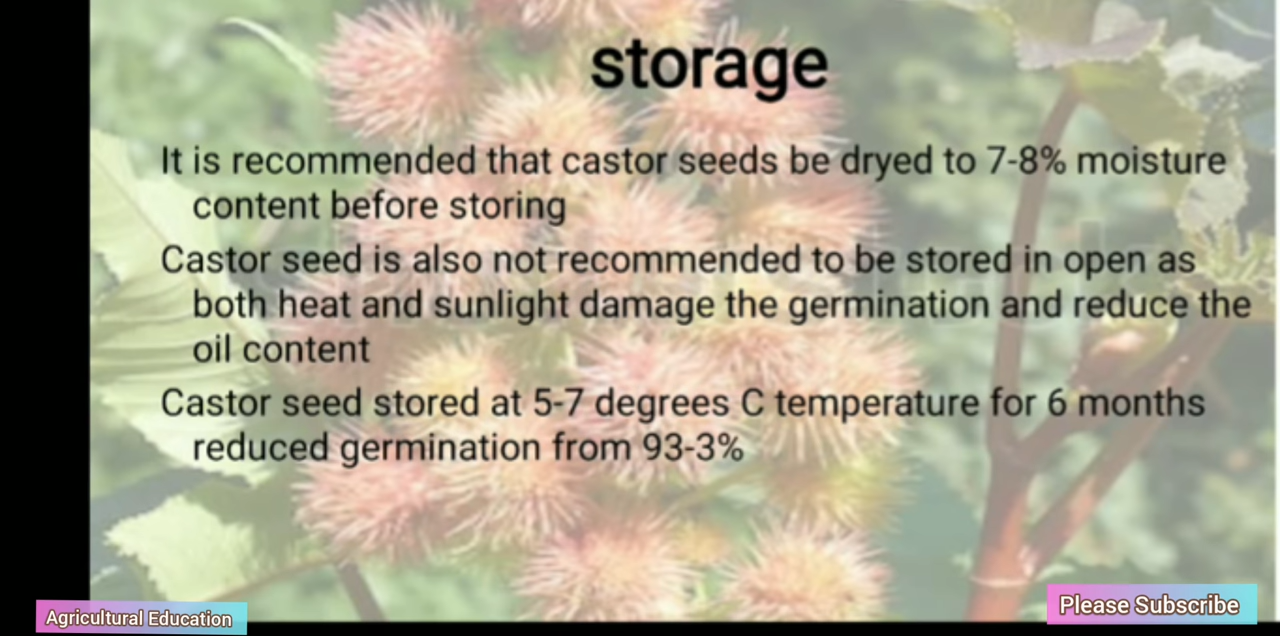 storage
It is recommended that castor seeds be dryed to 7-8% moisture
content before storing
Castor seed is also not recommended to be stored in open as
both heat and sunlight damage the germination and reduce the
oil content
Castor seed stored at 5-7 degrees C temperature for 6 months
reduced germination from 93-3%
Agricultural Education
Please Subscribe